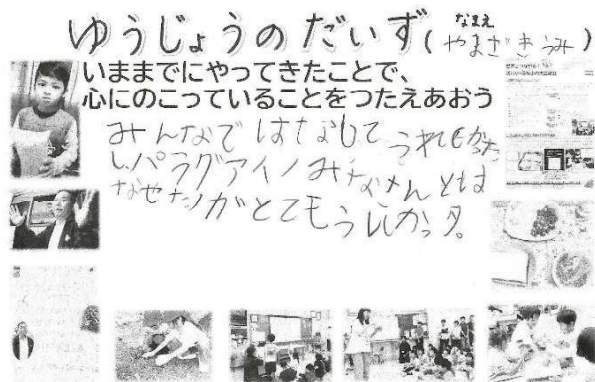 ゆうじょうのだいず(なまえ やまざきうみ)
いままでにやってきたことで、
心にのこっていることをつたえあおう
みんなではなしてうれしかった
しパラグアイノみなさんとは
なせたノがとてもうれしかっタ。